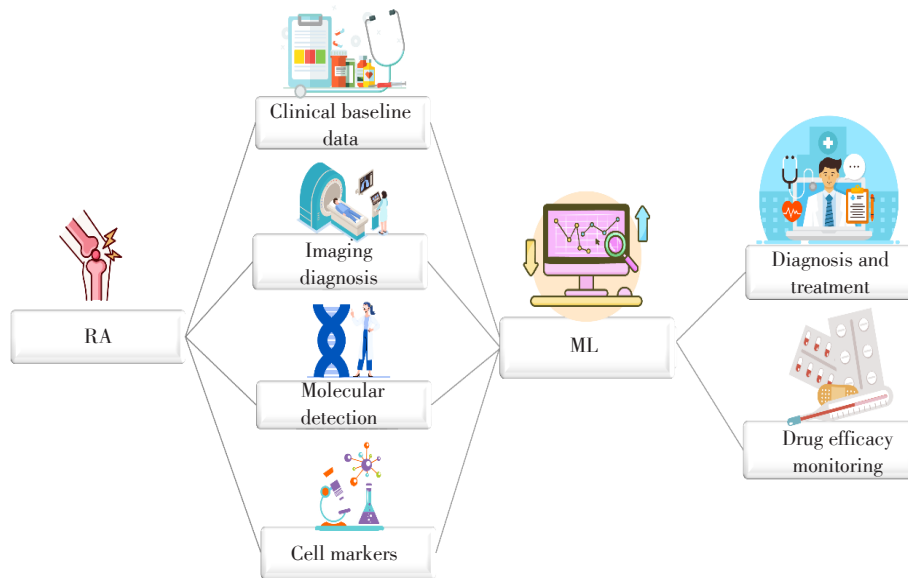 Clinical baseline
data
Imaging
diagnosis
RA
Molecular
detection
Cell markers
ML
Diagnosis and
treatment
Drug efficacy
monitoring